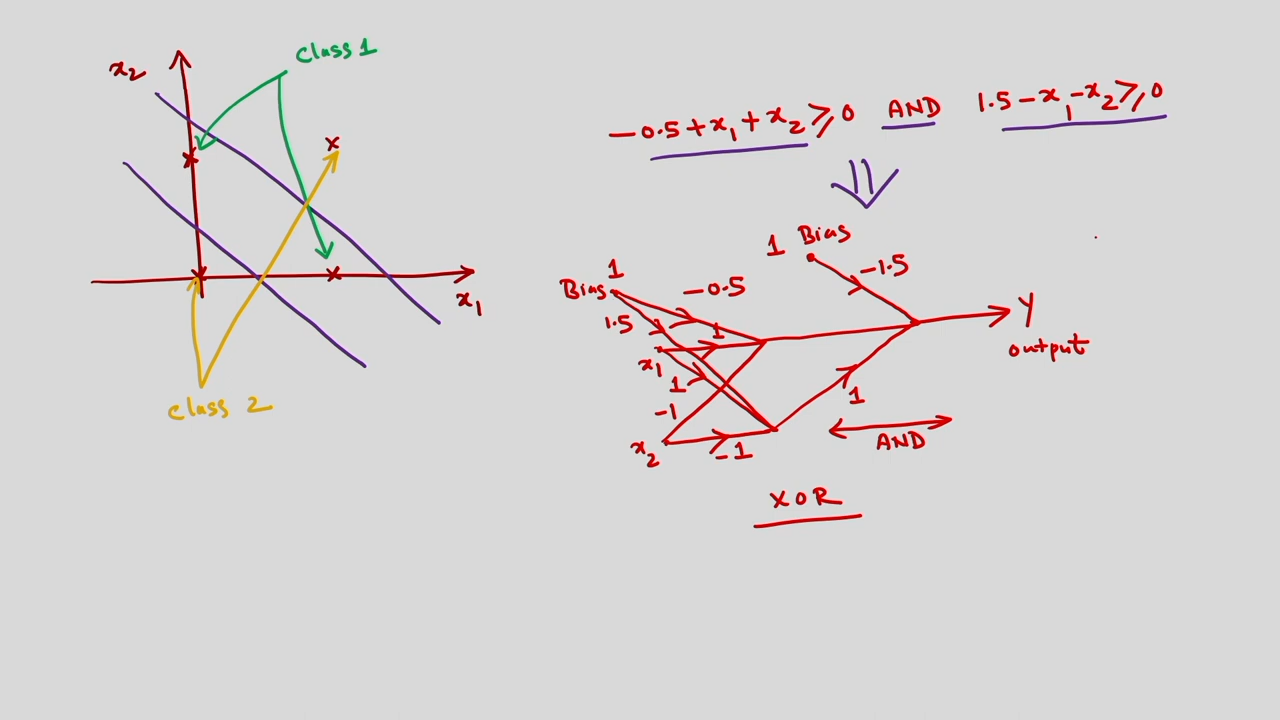 Class 1
x₂
x₁
Class 2
-0.5 + x₁ + x₂ ≥ 0 AND 1.5 - x₁ - x₂ ≥ 0
1 Bias
-1.5
1
Bias
-0.5
1.5
1
x₁
1
-1
x₂
-1
1
Y
output
AND
XOR